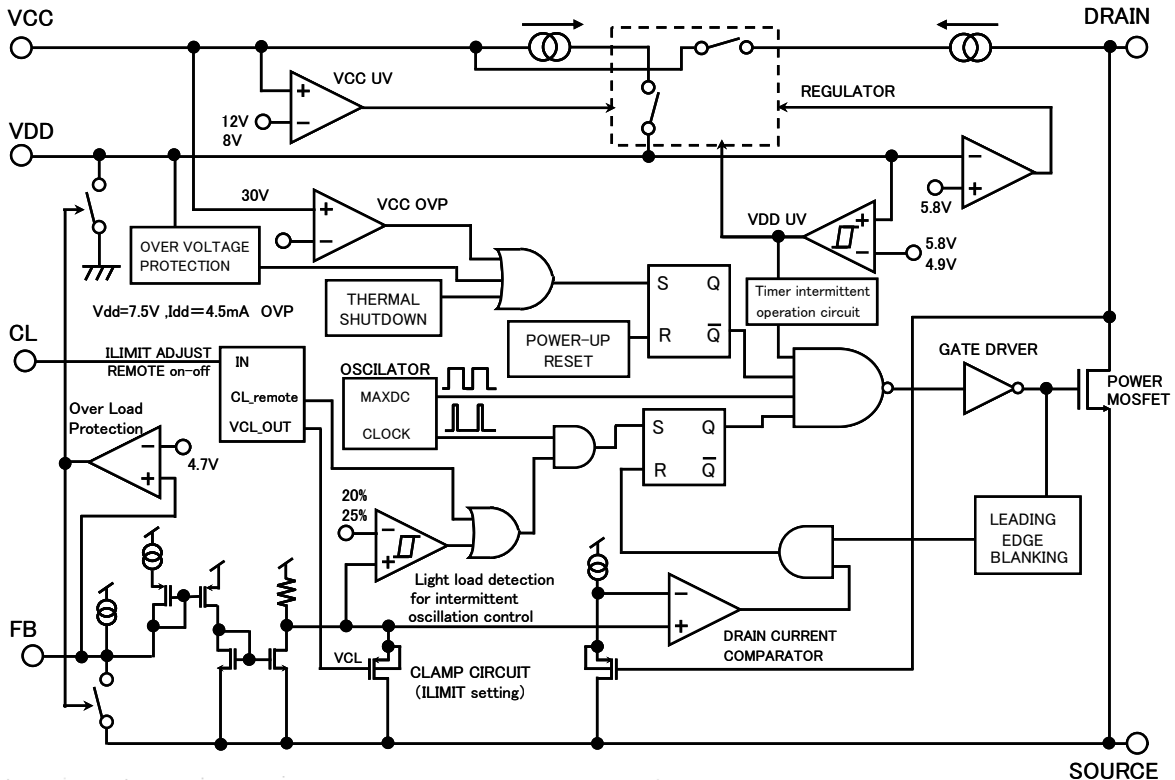 VCC
DRAIN
VCC UV
+
−
12V
8V
REGULATOR
VDD
−
+
5.8V
30V
+
−
VCC OVP
VDD UV
+
−
5.8V
4.9V
OVER VOLTAGE
PROTECTION
Vdd=7.5V ,Idd=4.5mA OVP
THERMAL
SHUTDOWN
S Q
R Q
POWER-UP
RESET
Timer intermittent
operation circuit
CL
ILIMIT ADJUST
REMOTE on-off
IN
CL_remote
VCL_OUT
OSCILATOR
MAXDC
CLOCK
GATE DRVER
POWER
MOSFET
Over Load
Protection
−
+
4.7V
S Q
R Q
20%
25%
−
+
Light load detection
for intermittent
oscillation control
LEADING
EDGE
BLANKING
−
+
DRAIN CURRENT
COMPARATOR
FB
VCL
CLAMP CIRCUIT
(ILIMIT setting)
SOURCE